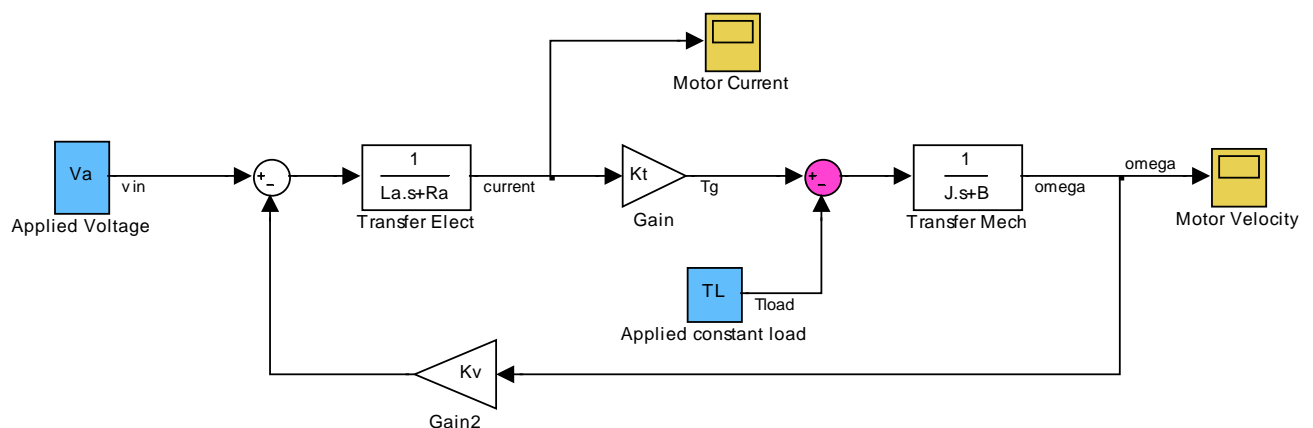 Motor Current
Va
vin
Applied Voltage
+
-
1
La.s+Ra
Transfer Elect
current
Kt
Gain
Tg
+
-
1
J.s+B
Transfer Mech
omega
omega
Motor Velocity
TL
Tload
Applied constant load
Kv
Gain2